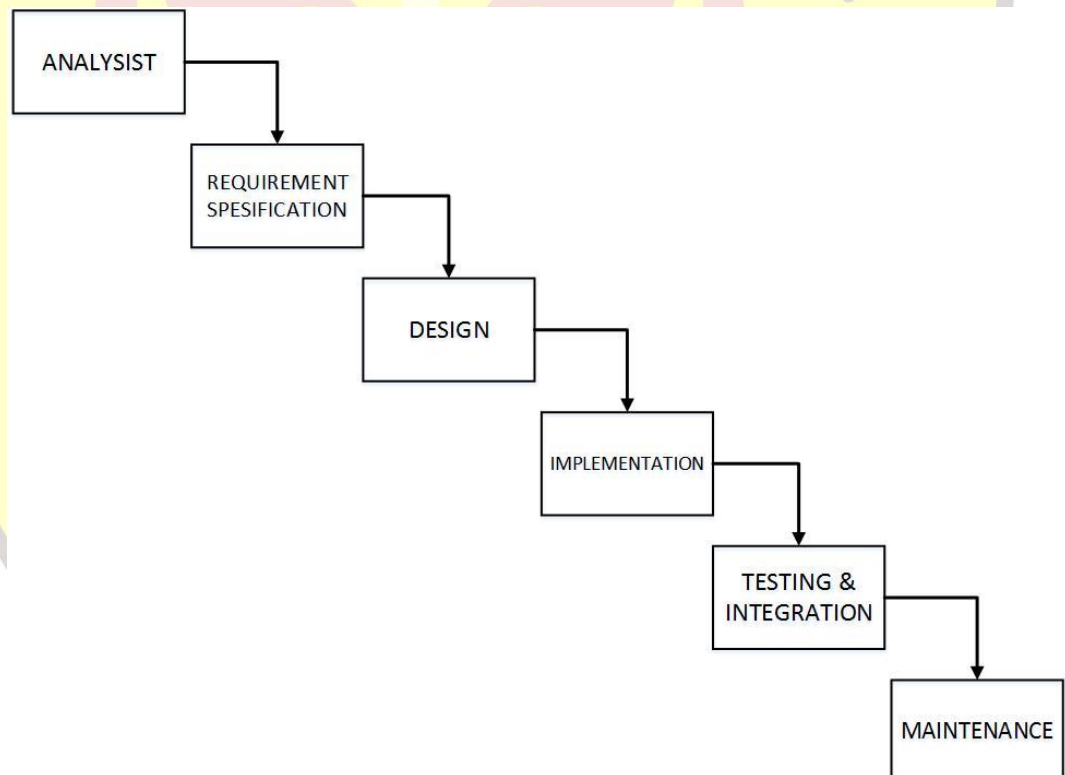 ANALYSIST
REQUIREMENT
SPESIFICATION
DESIGN
IMPLEMENTATION
TESTING &
INTEGRATION
MAINTENANCE